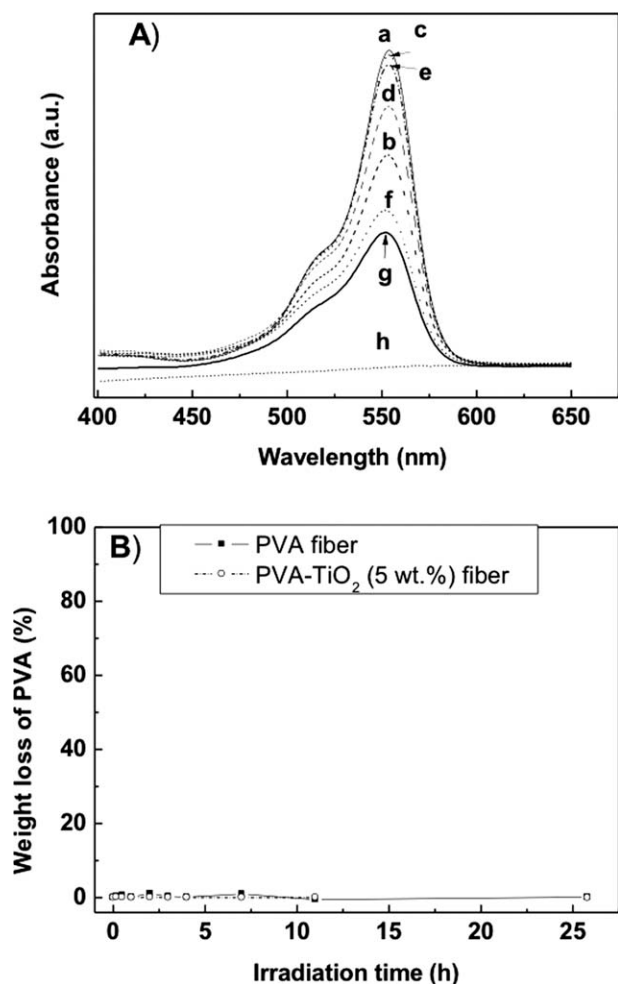 A)
a
c
e
d
b
f
g
h
Absorbance (a.u.)
400 450 500 550 600 650
Wavelength (nm)
B)
PVA fiber
PVA-TiO₂ (5 wt.%) fiber
Weight loss of PVA (%)
100
80
60
40
20
0
0 5 10 15 20 25
Irradiation time (h)